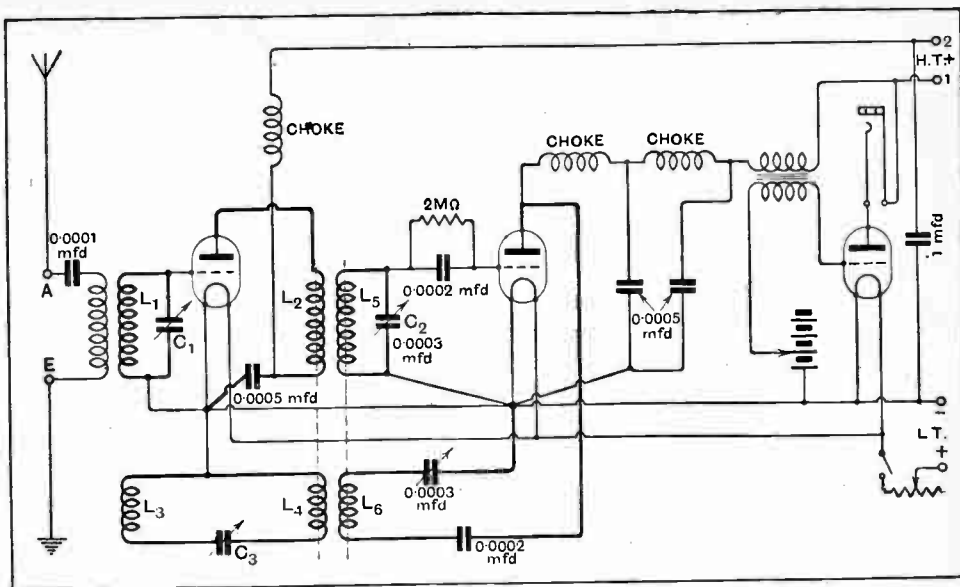 2
H.T.+
1
CHOKE
CHOKE
CHOKE
2MΩ
0·0001
mfd
A
L1
C1
L2
L5
0·0002 mfd
C2
0·0003
mfd
0·0005
mfd
1 mfd
E
0·0005 mfd
L.T.
+
0·0003
mfd
L3
L4
L6
C3
0·0002
mfd